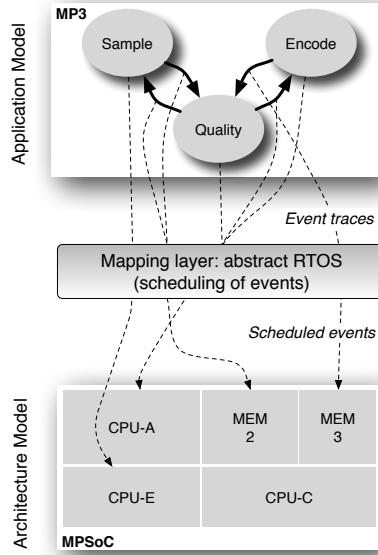 Application Model
MP3
Sample
Encode
Quality
Event traces
Mapping layer: abstract RTOS
(scheduling of events)
Scheduled events
Architecture Model
CPU-A
MEM
2
MEM
3
CPU-E
CPU-C
MPSoC